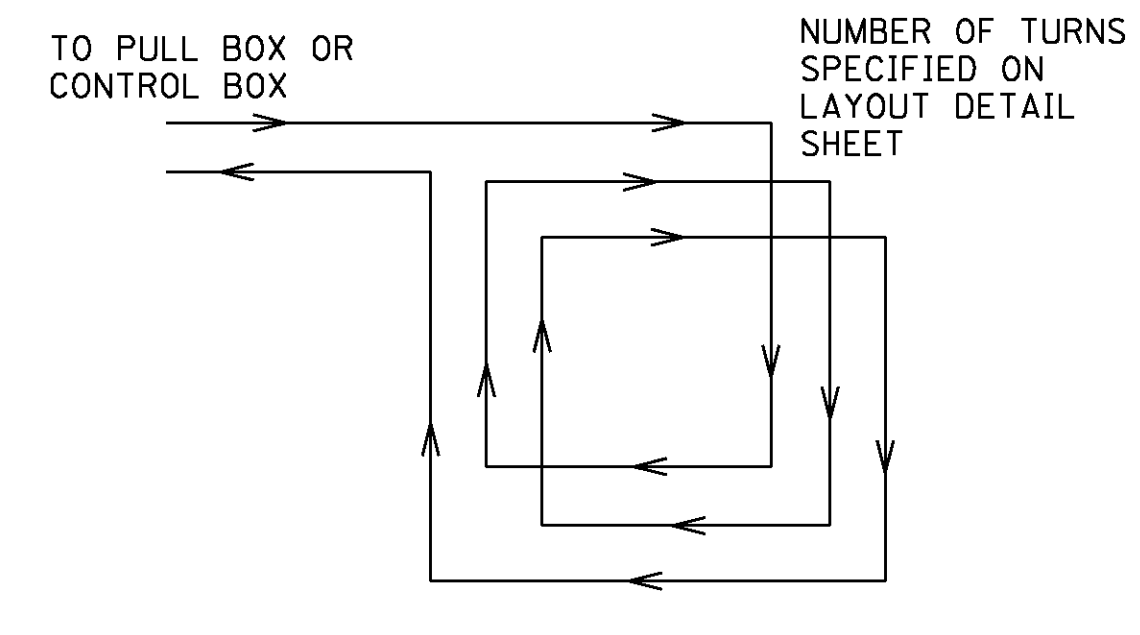 TO PULL BOX OR
CONTROL BOX
NUMBER OF TURNS
SPECIFIED ON
LAYOUT DETAIL
SHEET